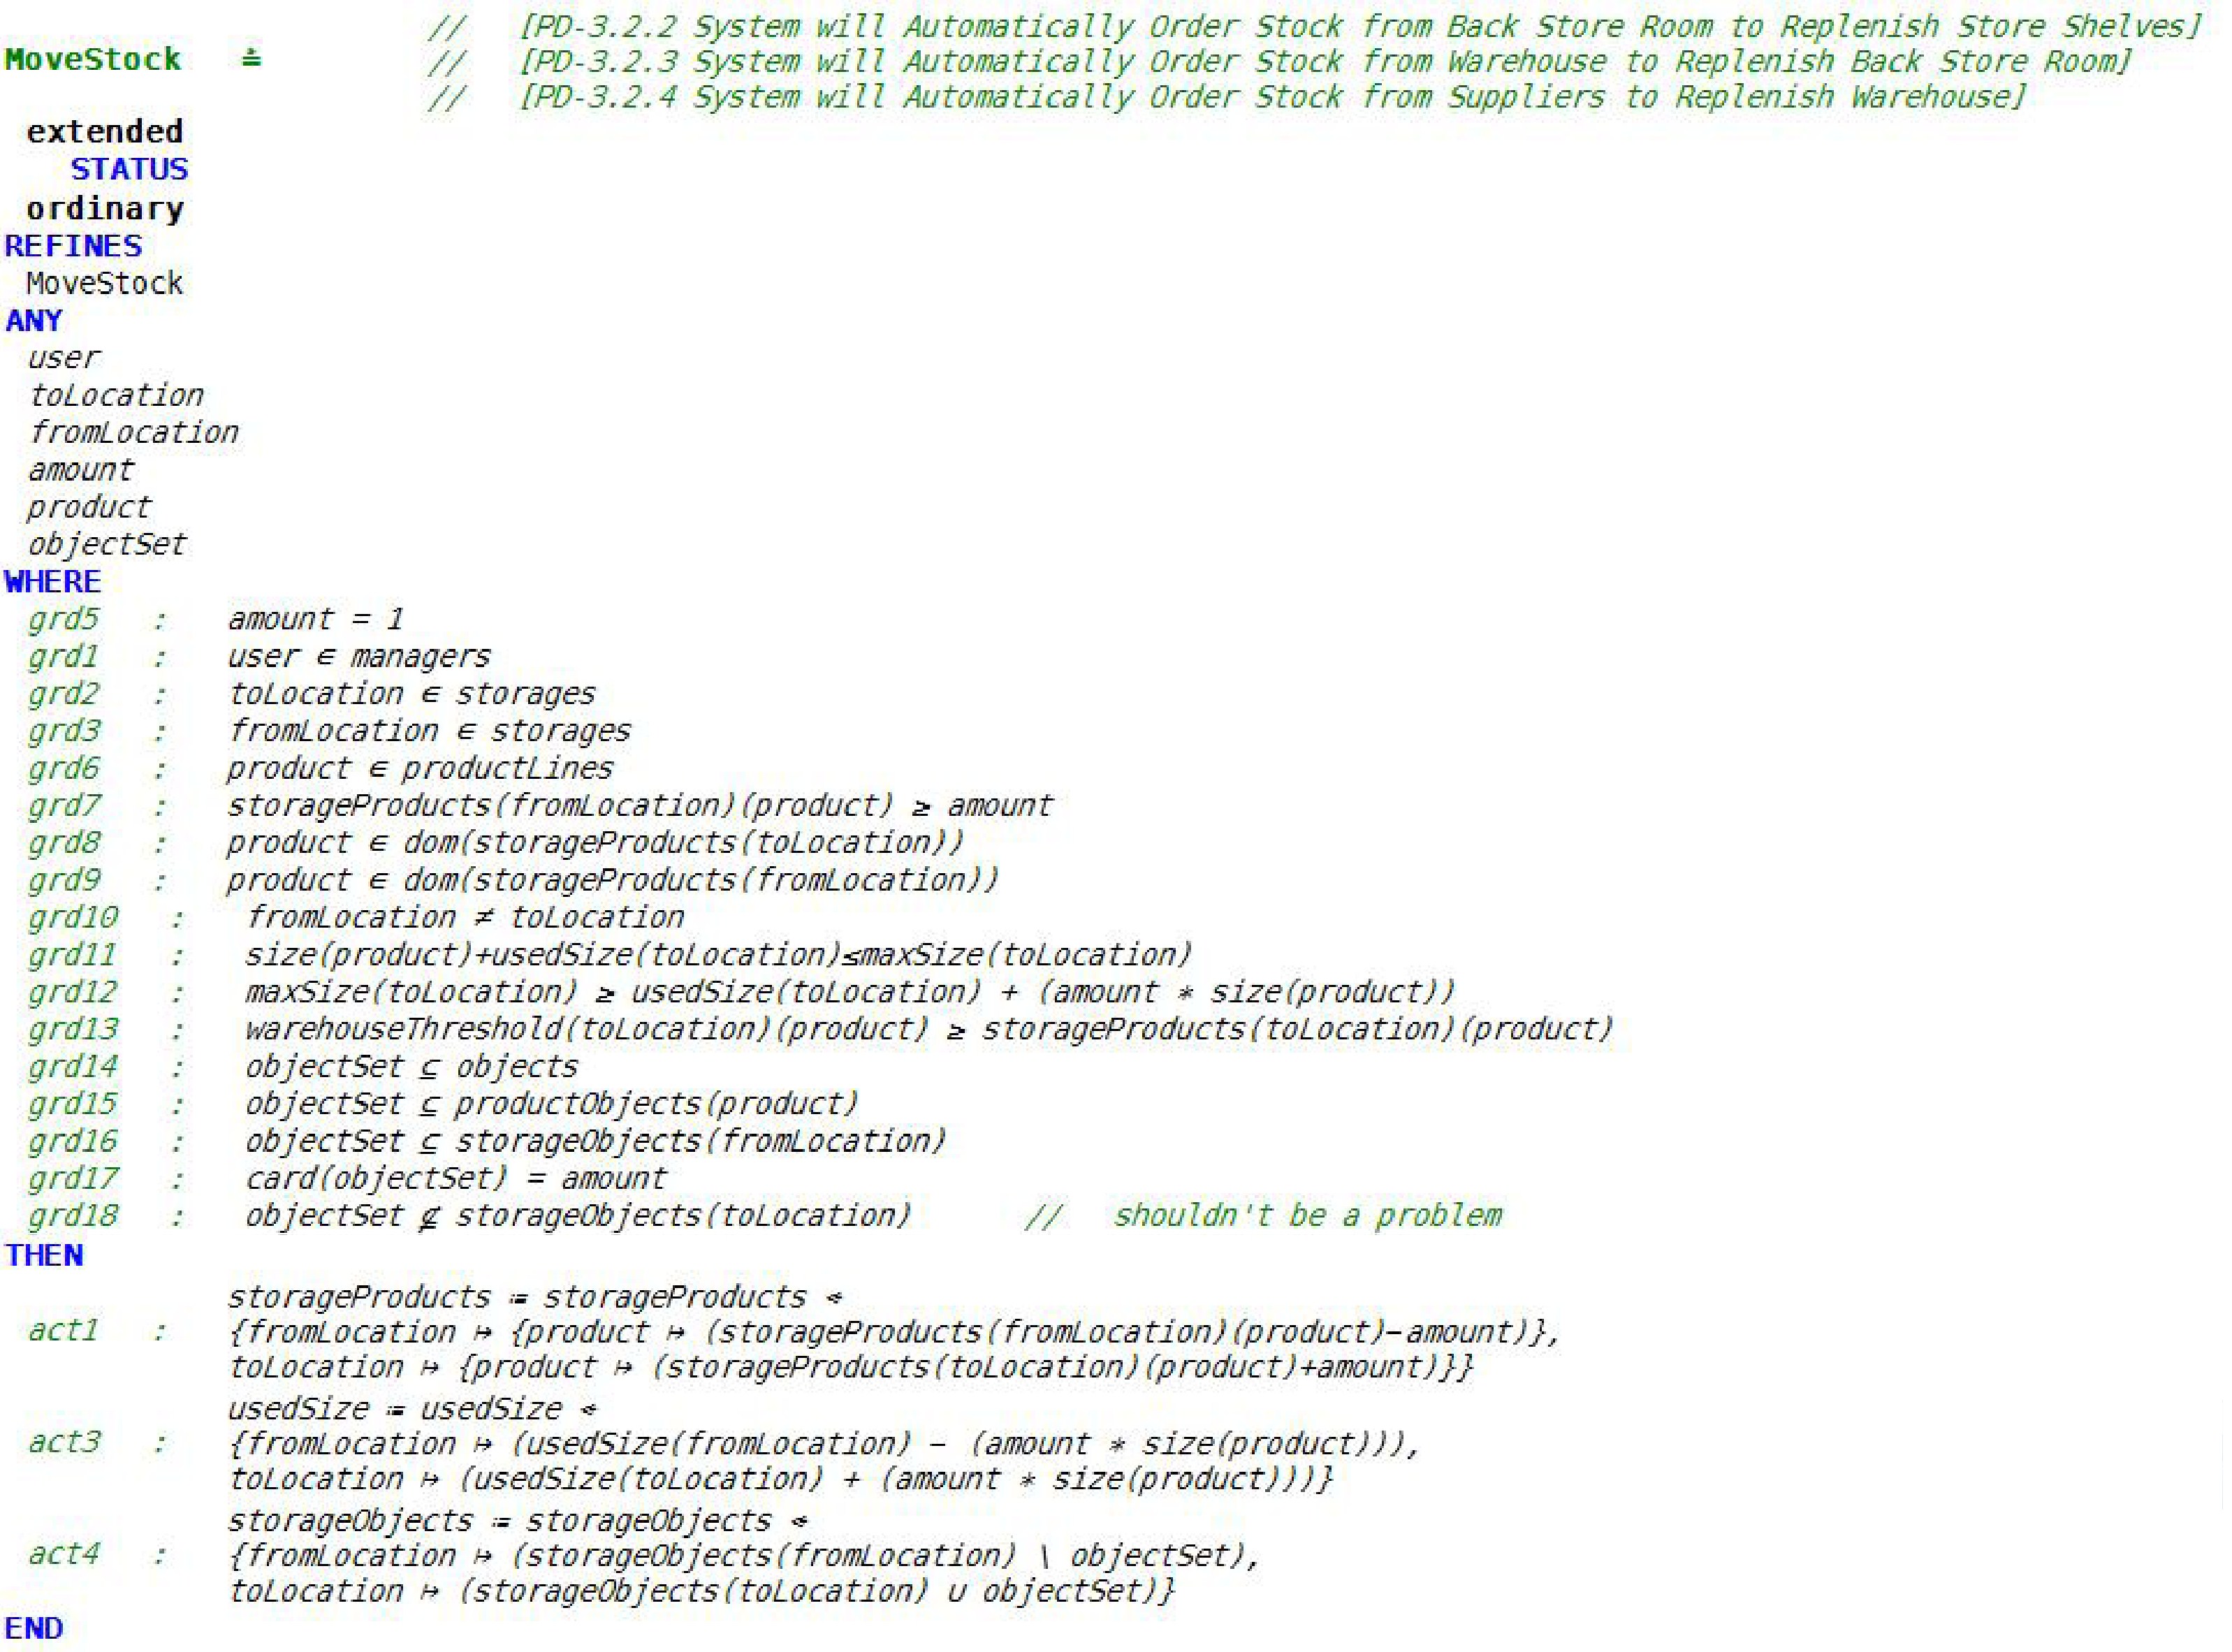 // [PD-3.2.2 System will Automatically Order Stock from Back Store Room to Replenish Store Shelves]
MoveStock ≙ // [PD-3.2.3 System will Automatically Order Stock from Warehouse to Replenish Back Store Room]
// [PD-3.2.4 System will Automatically Order Stock from Suppliers to Replenish Warehouse]
extended
STATUS
ordinary
REFINES
MoveStock
ANY
user
toLocation
fromLocation
amount
product
objectSet
WHERE
grd5 : amount = 1
grd1 : user ∈ managers
grd2 : toLocation ∈ storages
grd3 : fromLocation ∈ storages
grd6 : product ∈ productLines
grd7 : storageProducts(fromLocation)(product) ≥ amount
grd8 : product ∈ dom(storageProducts(toLocation))
grd9 : product ∈ dom(storageProducts(fromLocation))
grd10 : fromLocation ≠ toLocation
grd11 : size(product)+usedSize(toLocation)≤maxSize(toLocation)
grd12 : maxSize(toLocation) ≥ usedSize(toLocation) + (amount ∗ size(product))
grd13 : warehouseThreshold(toLocation)(product) ≥ storageProducts(toLocation)(product)
grd14 : objectSet ⊆ objects
grd15 : objectSet ⊆ productObjects(product)
grd16 : objectSet ⊆ storageObjects(fromLocation)
grd17 : card(objectSet) = amount
grd18 : objectSet ⊈ storageObjects(toLocation) // shouldn't be a problem
THEN
storageProducts ≔ storageProducts 
act1 : {fromLocation ↦ {product ↦ (storageProducts(fromLocation)(product)−amount)},
toLocation ↦ {product ↦ (storageProducts(toLocation)(product)+amount)}}
usedSize ≔ usedSize 
act3 : {fromLocation ↦ (usedSize(fromLocation) − (amount ∗ size(product))),
toLocation ↦ (usedSize(toLocation) + (amount ∗ size(product)))}
storageObjects ≔ storageObjects 
act4 : {fromLocation ↦ (storageObjects(fromLocation) ∖ objectSet),
toLocation ↦ (storageObjects(toLocation) ∪ objectSet)}
END